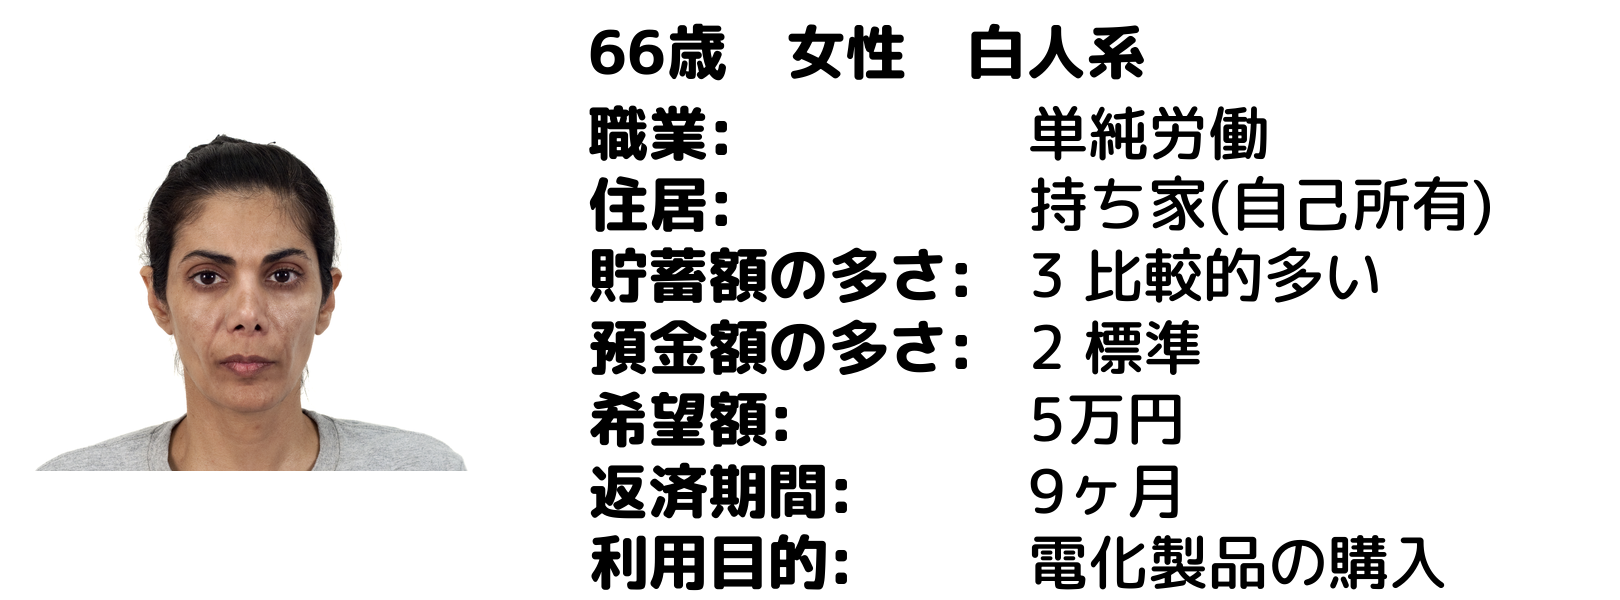 66歳　女性　白人系
職業: 単純労働
住居: 持ち家(自己所有)
貯蓄額の多さ: 3 比較的多い
預金額の多さ: 2 標準
希望額: 5万円
返済期間: 9ヶ月
利用目的: 電化製品の購入